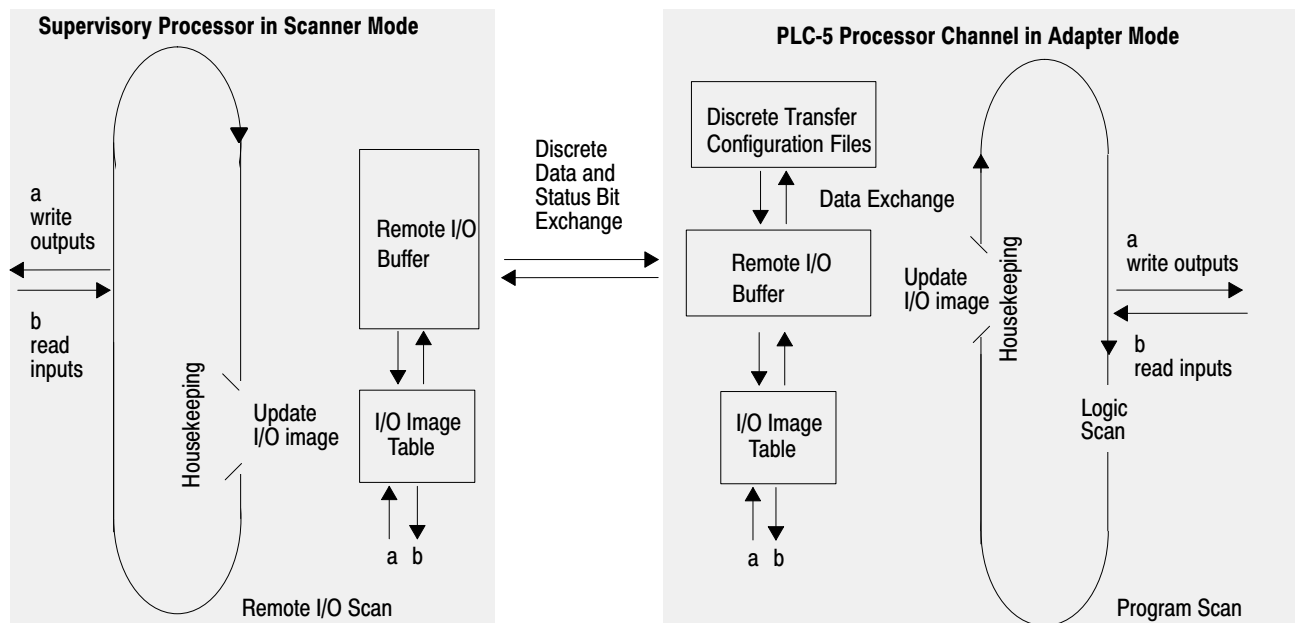 Supervisory Processor in Scanner Mode
a
write
outputs
b
read
inputs
Housekeeping
Update
I/O image
Remote I/O
Buffer
I/O Image
Table
a
b
Remote I/O Scan
Discrete
Data and
Status Bit
Exchange
PLC-5 Processor Channel in Adapter Mode
Discrete Transfer
Configuration Files
Data Exchange
Remote I/O
Buffer
I/O Image
Table
a
b
Update
I/O image
Housekeeping
a
write outputs
b
read inputs
Logic
Scan
Program Scan